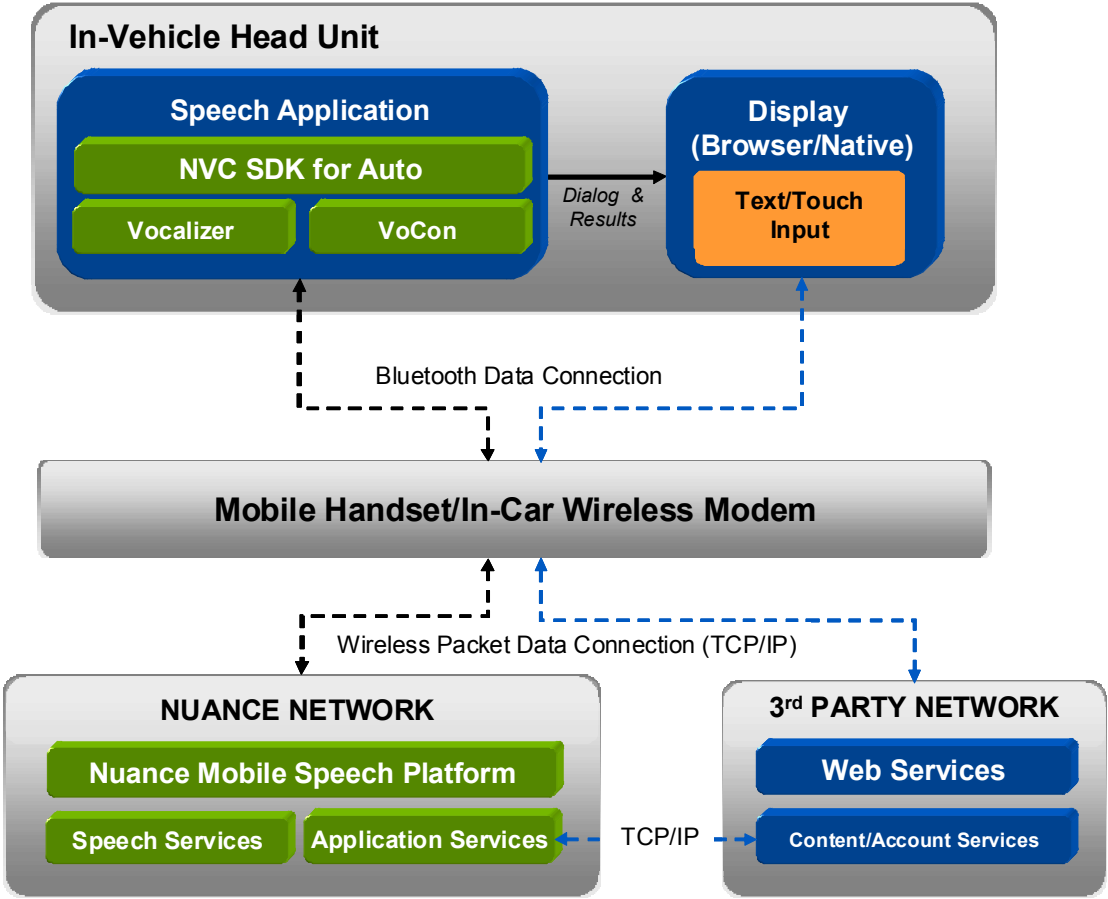 In-Vehicle Head Unit
Speech Application
NVC SDK for Auto
Vocalizer
VoCon
Dialog &
Results
Display
(Browser/Native)
Text/Touch
Input
Bluetooth Data Connection
Mobile Handset/In-Car Wireless Modem
Wireless Packet Data Connection (TCP/IP)
NUANCE NETWORK
Nuance Mobile Speech Platform
Speech Services
Application Services
TCP/IP
3rd PARTY NETWORK
Web Services
Content/Account Services